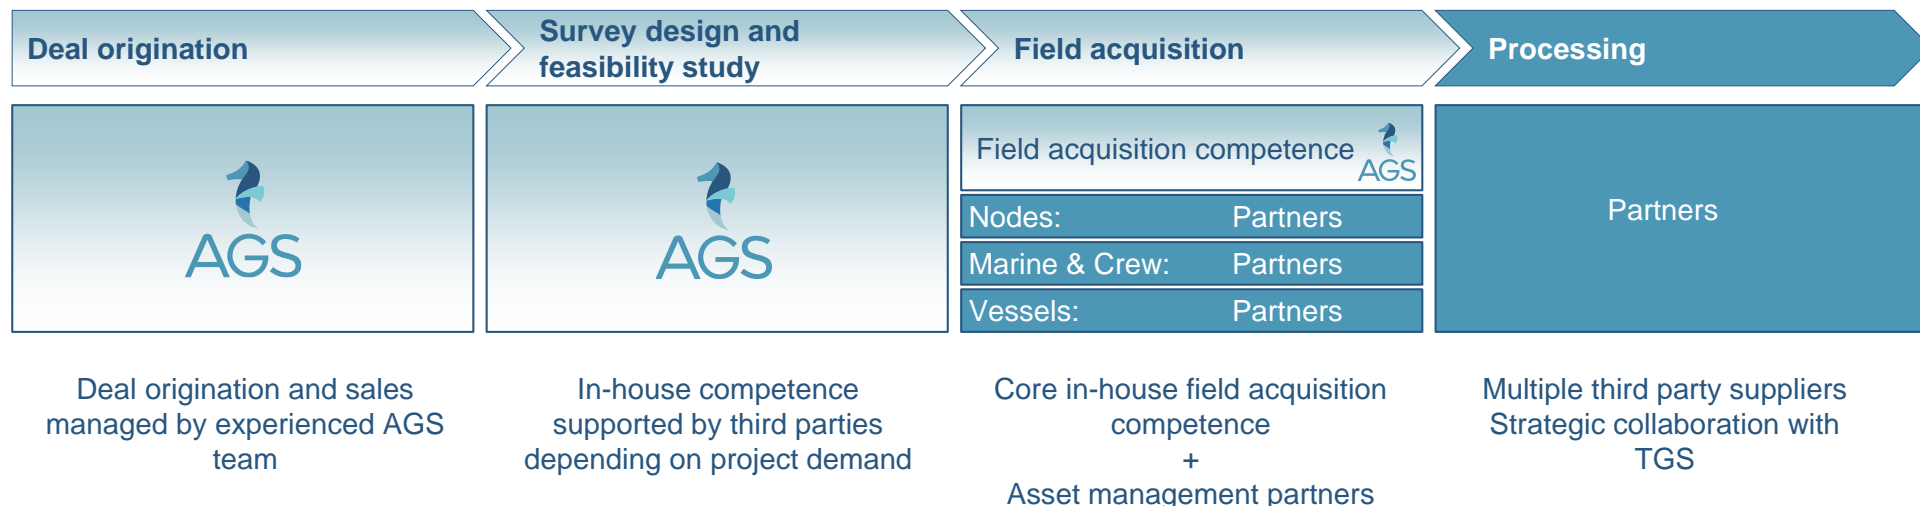 Deal origination
Survey design and
feasibility study
Field acquisition
Processing
AGS
AGS
Field acquisition competence
AGS
Nodes: Partners
Marine & Crew: Partners
Vessels: Partners
Partners
Deal origination and sales
managed by experienced AGS
team
In-house competence
supported by third parties
depending on project demand
Core in-house field acquisition
competence
+
Asset management partners
Multiple third party suppliers
Strategic collaboration with
TGS